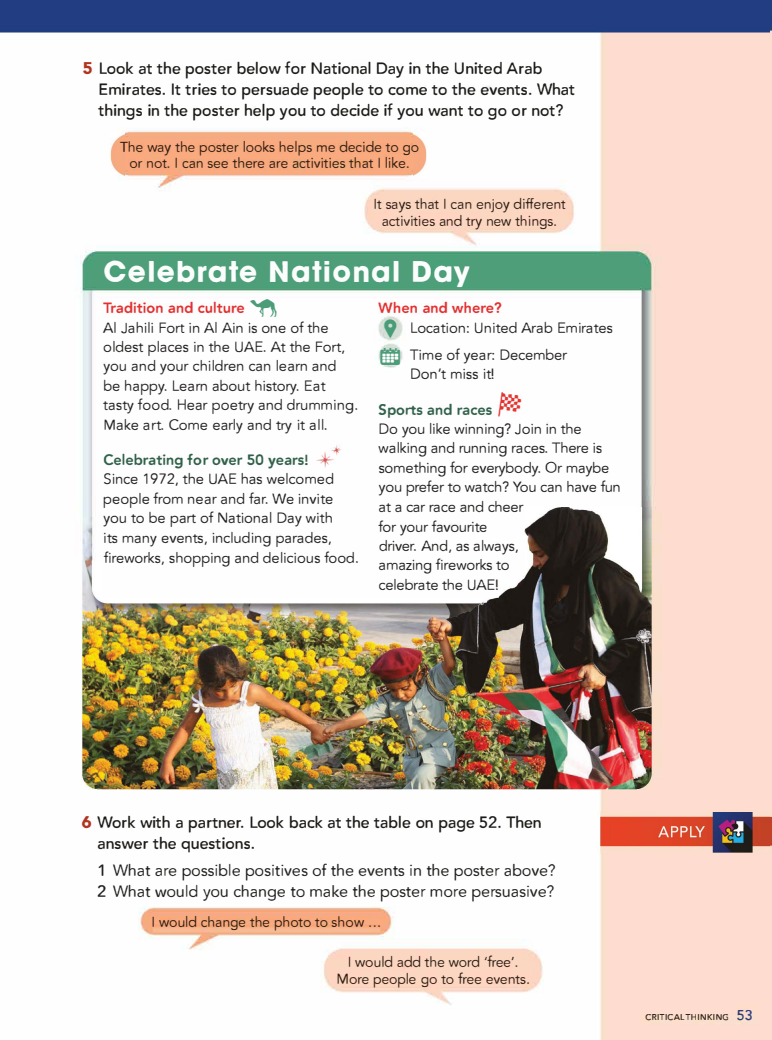 5 Look at the poster below for National Day in the United Arab
Emirates. It tries to persuade people to come to the events. What
things in the poster help you to decide if you want to go or not?
The way the poster looks helps me decide to go
or not. I can see there are activities that I like.
It says that I can enjoy different
activities and try new things.
Celebrate National Day
Tradition and culture
Al Jahili Fort in Al Ain is one of the
oldest places in the UAE. At the Fort,
you and your children can learn and
be happy. Learn about history. Eat
tasty food. Hear poetry and drumming.
Make art. Come early and try it all.
Celebrating for over 50 years!
Since 1972, the UAE has welcomed
people from near and far. We invite
you to be part of National Day with
its many events, including parades,
fireworks, shopping and delicious food.
When and where?
Location: United Arab Emirates
Time of year: December
Don't miss it!
Sports and races
Do you like winning? Join in the
walking and running races. There is
something for everybody. Or maybe
you prefer to watch? You can have fun
at a car race and cheer
for your favourite
driver. And, as always,
amazing fireworks to
celebrate the UAE!
6 Work with a partner. Look back at the table on page 52. Then
answer the questions.
APPLY
1 What are possible positives of the events in the poster above?
2 What would you change to make the poster more persuasive?
I would change the photo to show ...
I would add the word 'free'.
More people go to free events.
CRITICAL THINKING 53